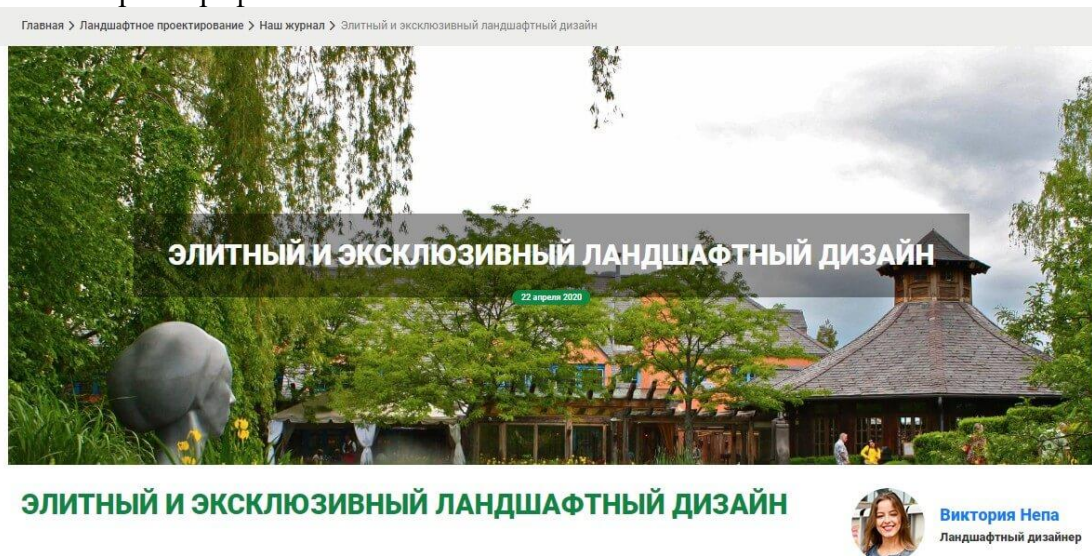 Главная > Ландшафтное проектирование > Наш журнал > Элитный и эксклюзивный ландшафтный дизайн
ЭЛИТНЫЙ И ЭКСКЛЮЗИВНЫЙ ЛАНДШАФТНЫЙ ДИЗАЙН
22 апреля 2020
ЭЛИТНЫЙ И ЭКСКЛЮЗИВНЫЙ ЛАНДШАФТНЫЙ ДИЗАЙН
Виктория Непа
Ландшафтный дизайнер